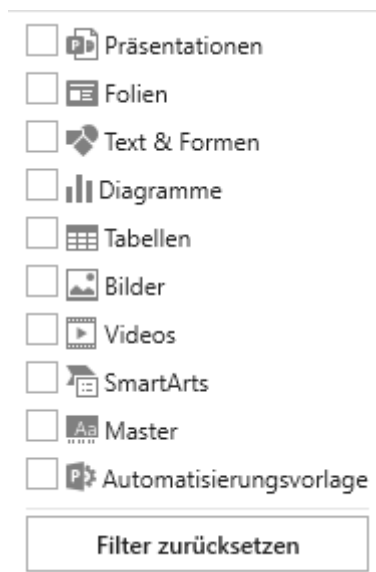 Präsentationen
Folien
Text & Formen
Diagramme
Tabellen
Bilder
Videos
SmartArts
Master
Automatisierungsvorlage
Filter zurücksetzen